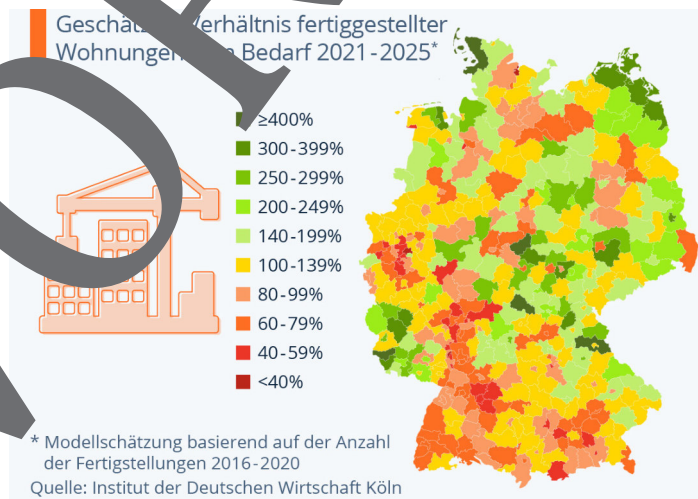 Geschätz Verhältnis fertiggestellter
Wohnungen Bedarf 2021-2025*
≥400%
300-399%
250-299%
200-249%
140-199%
100-139%
80-99%
60-79%
40-59%
<40%
* Modellschätzung basierend auf der Anzahl
der Fertigstellungen 2016-2020
Quelle: Institut der Deutschen Wirtschaft Köln